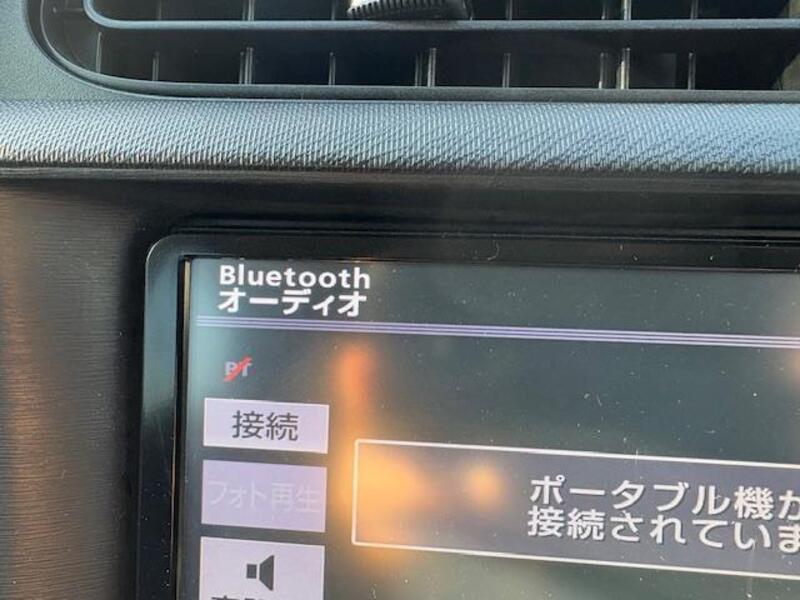 Bluetooth
オーディオ
BT
接続
フォト再生
ポータブル機が
接続されていま